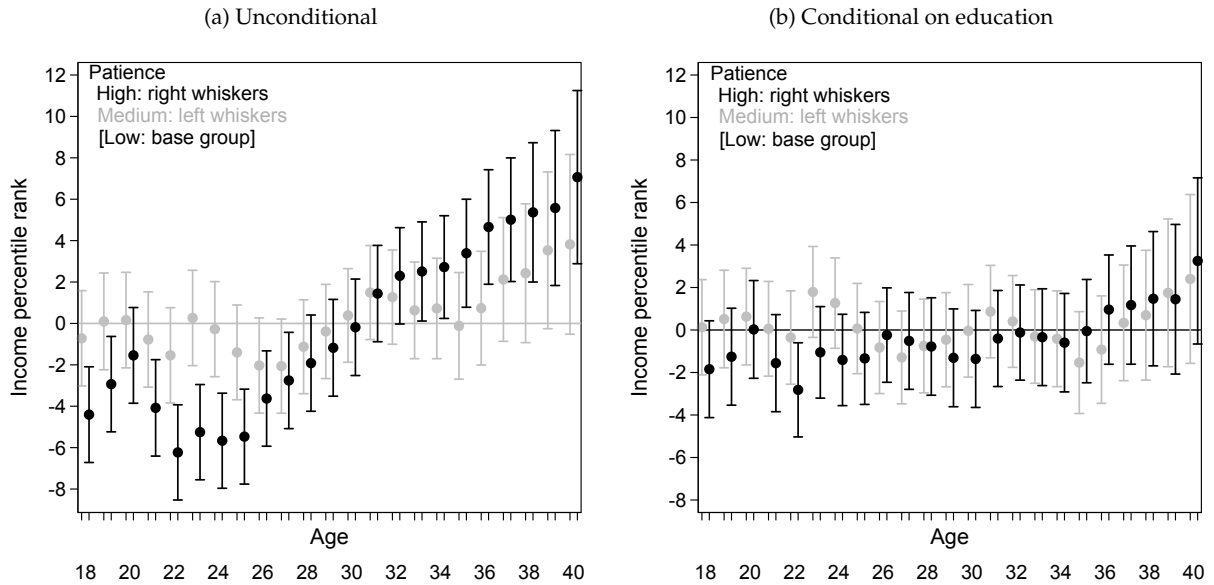 (a) Unconditional
Patience
High: right whiskers
Medium: left whiskers
[Low: base group]
Income percentile rank
12
10
8
6
4
2
0
-2
-4
-6
-8
Age
18 20 22 24 26 28 30 32 34 36 38 40
(b) Conditional on education
Patience
High: right whiskers
Medium: left whiskers
[Low: base group]
Income percentile rank
12
10
8
6
4
2
0
-2
-4
-6
-8
Age
18 20 22 24 26 28 30 32 34 36 38 40